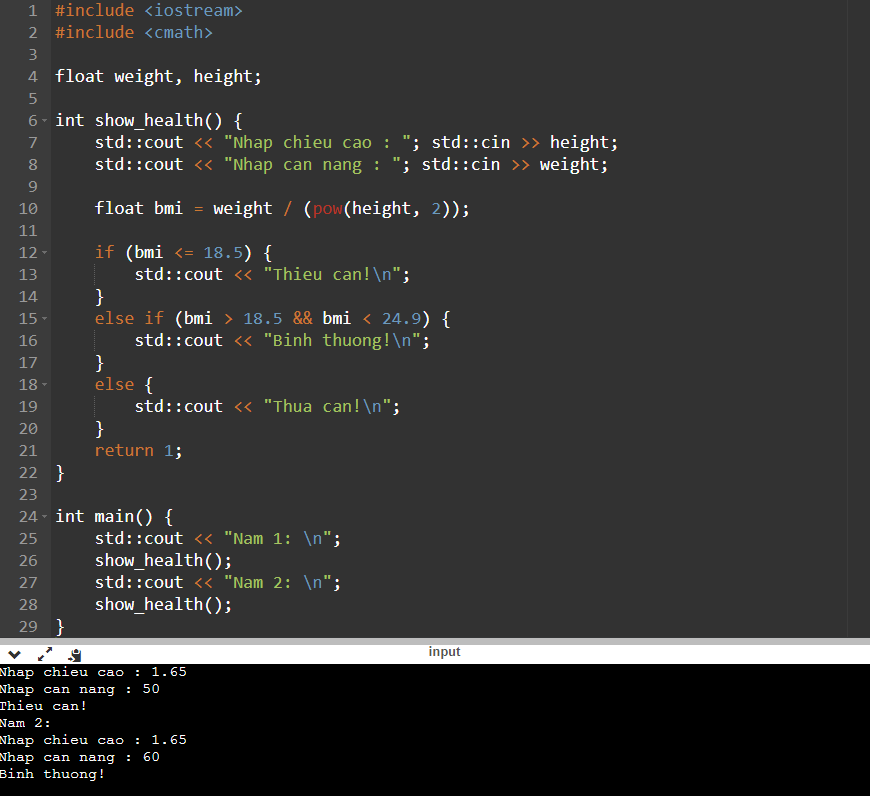 1 #include <iostream>
2 #include <cmath>
3
4 float weight, height;
5
6 int show_health() {
7     std::cout << "Nhap chieu cao : "; std::cin >> height;
8     std::cout << "Nhap can nang : "; std::cin >> weight;
9
10     float bmi = weight / (pow(height, 2));
11
12     if (bmi <= 18.5) {
13         std::cout << "Thieu can!\n";
14     }
15     else if (bmi > 18.5 && bmi < 24.9) {
16         std::cout << "Binh thuong!\n";
17     }
18     else {
19         std::cout << "Thua can!\n";
20     }
21     return 1;
22 }
23
24 int main() {
25     std::cout << "Nam 1: \n";
26     show_health();
27     std::cout << "Nam 2: \n";
28     show_health();
29 }
input
Nhap chieu cao : 1.65
Nhap can nang : 50
Thieu can!
Nam 2:
Nhap chieu cao : 1.65
Nhap can nang : 60
Binh thuong!